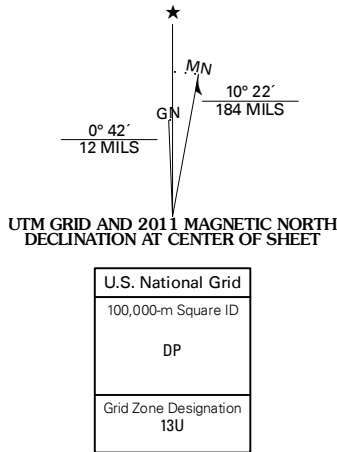 ★
MN
GN
10° 22´
184 MILS
0° 42´
12 MILS
UTM GRID AND 2011 MAGNETIC NORTH
DECLINATION AT CENTER OF SHEET
U.S. National Grid
100,000-m Square ID
DP
Grid Zone Designation
13U